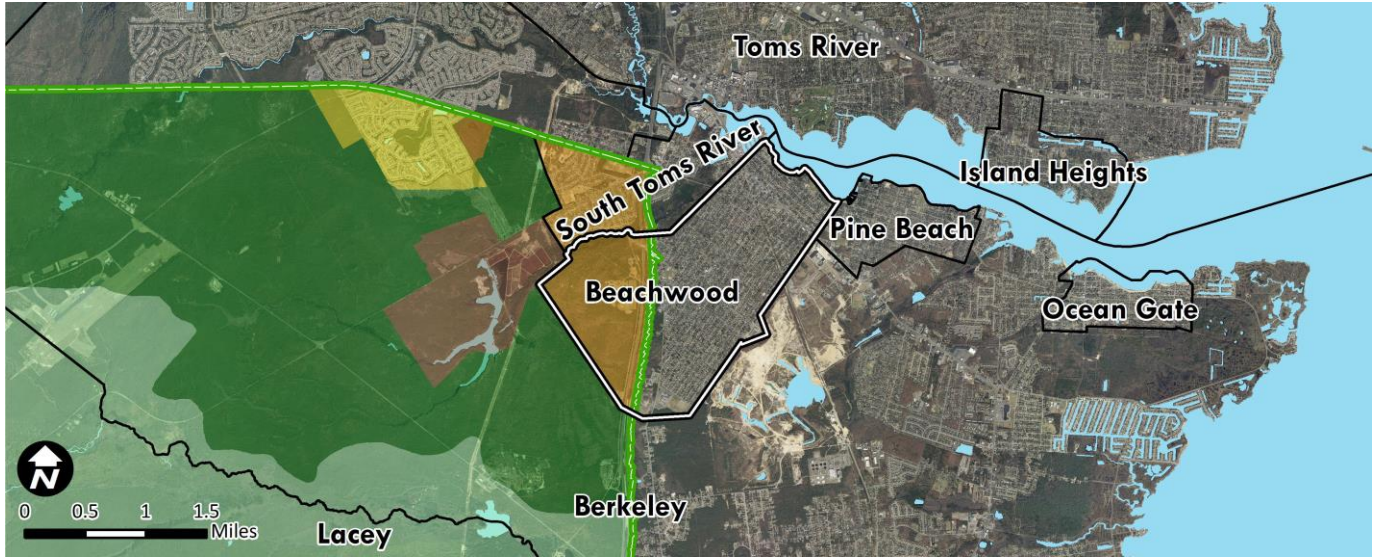 Toms River
South Toms River
Island Heights
Pine Beach
Beachwood
Ocean Gate
N
0 0.5 1 1.5
Miles
Berkeley
Lacey